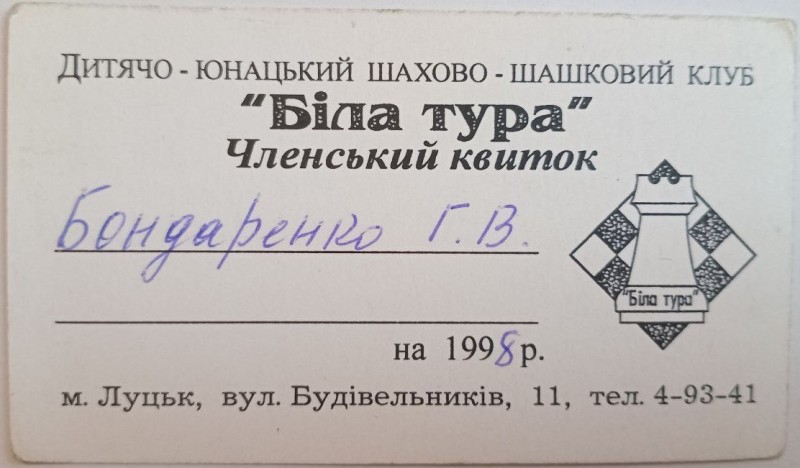 Дитячо - юнацький шахово - шашковий клуб
"Біла тура"
Членський квиток
Бондаренко Г.В.
"Біла тура"
на 1998 р.
м. Луцьк, вул. Будівельників, 11, тел. 4-93-41